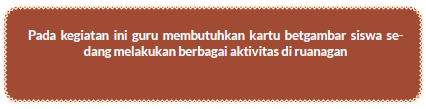 Pada kegiatan ini guru membutuhkan kartu betgambar siswa se-
dang melakukan berbagai aktivitas di ruanagan